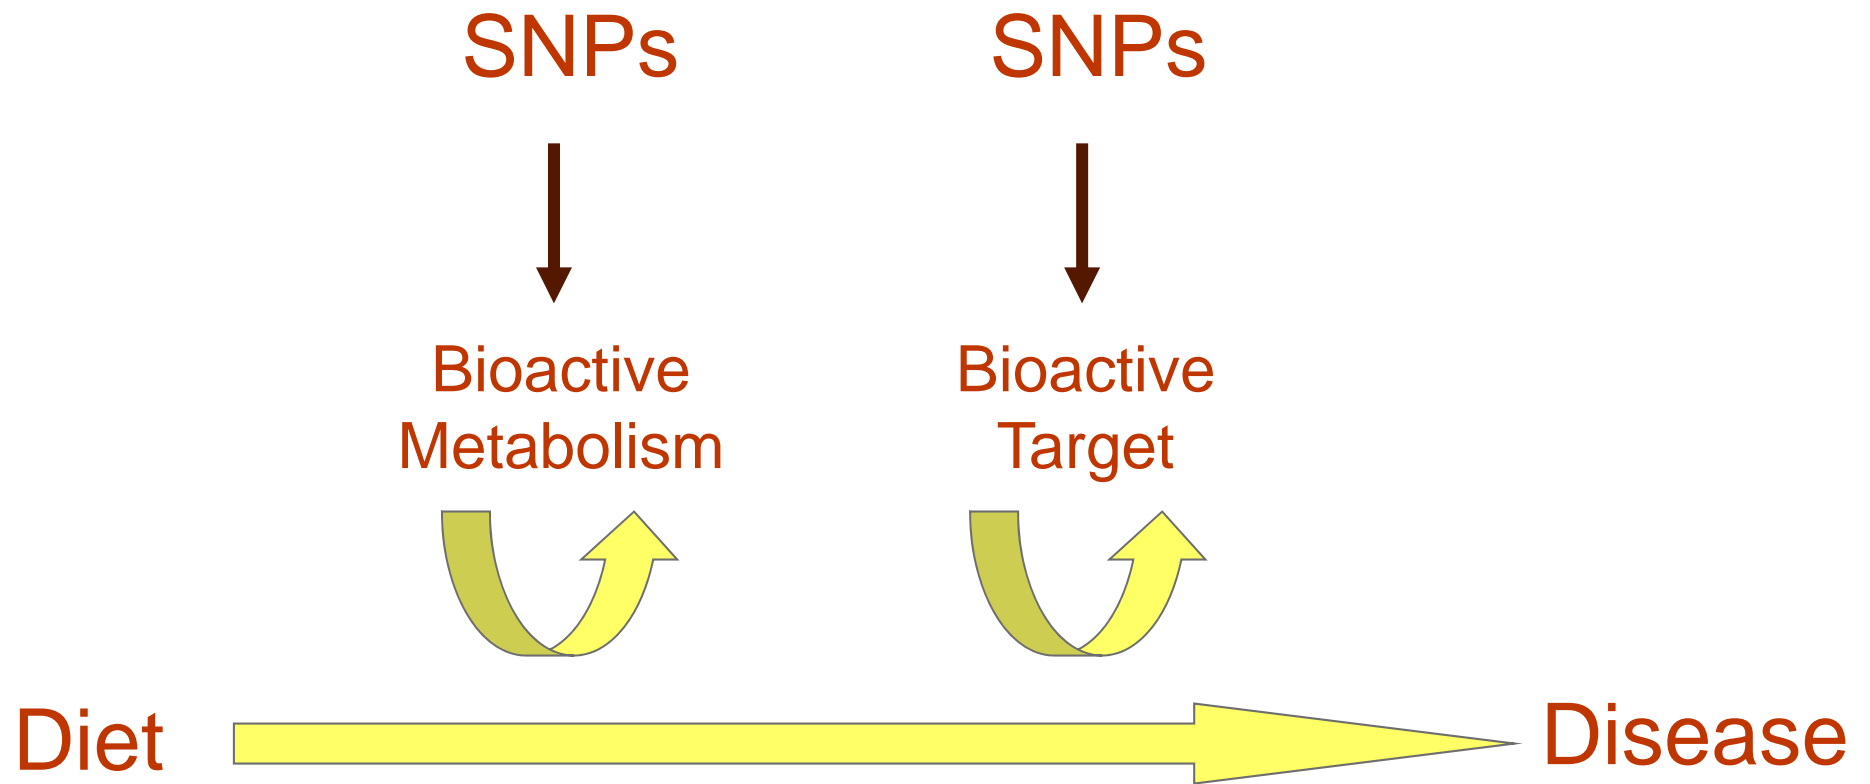 SNPs
SNPs
Bioactive
Metabolism
Bioactive
Target
Diet
Disease